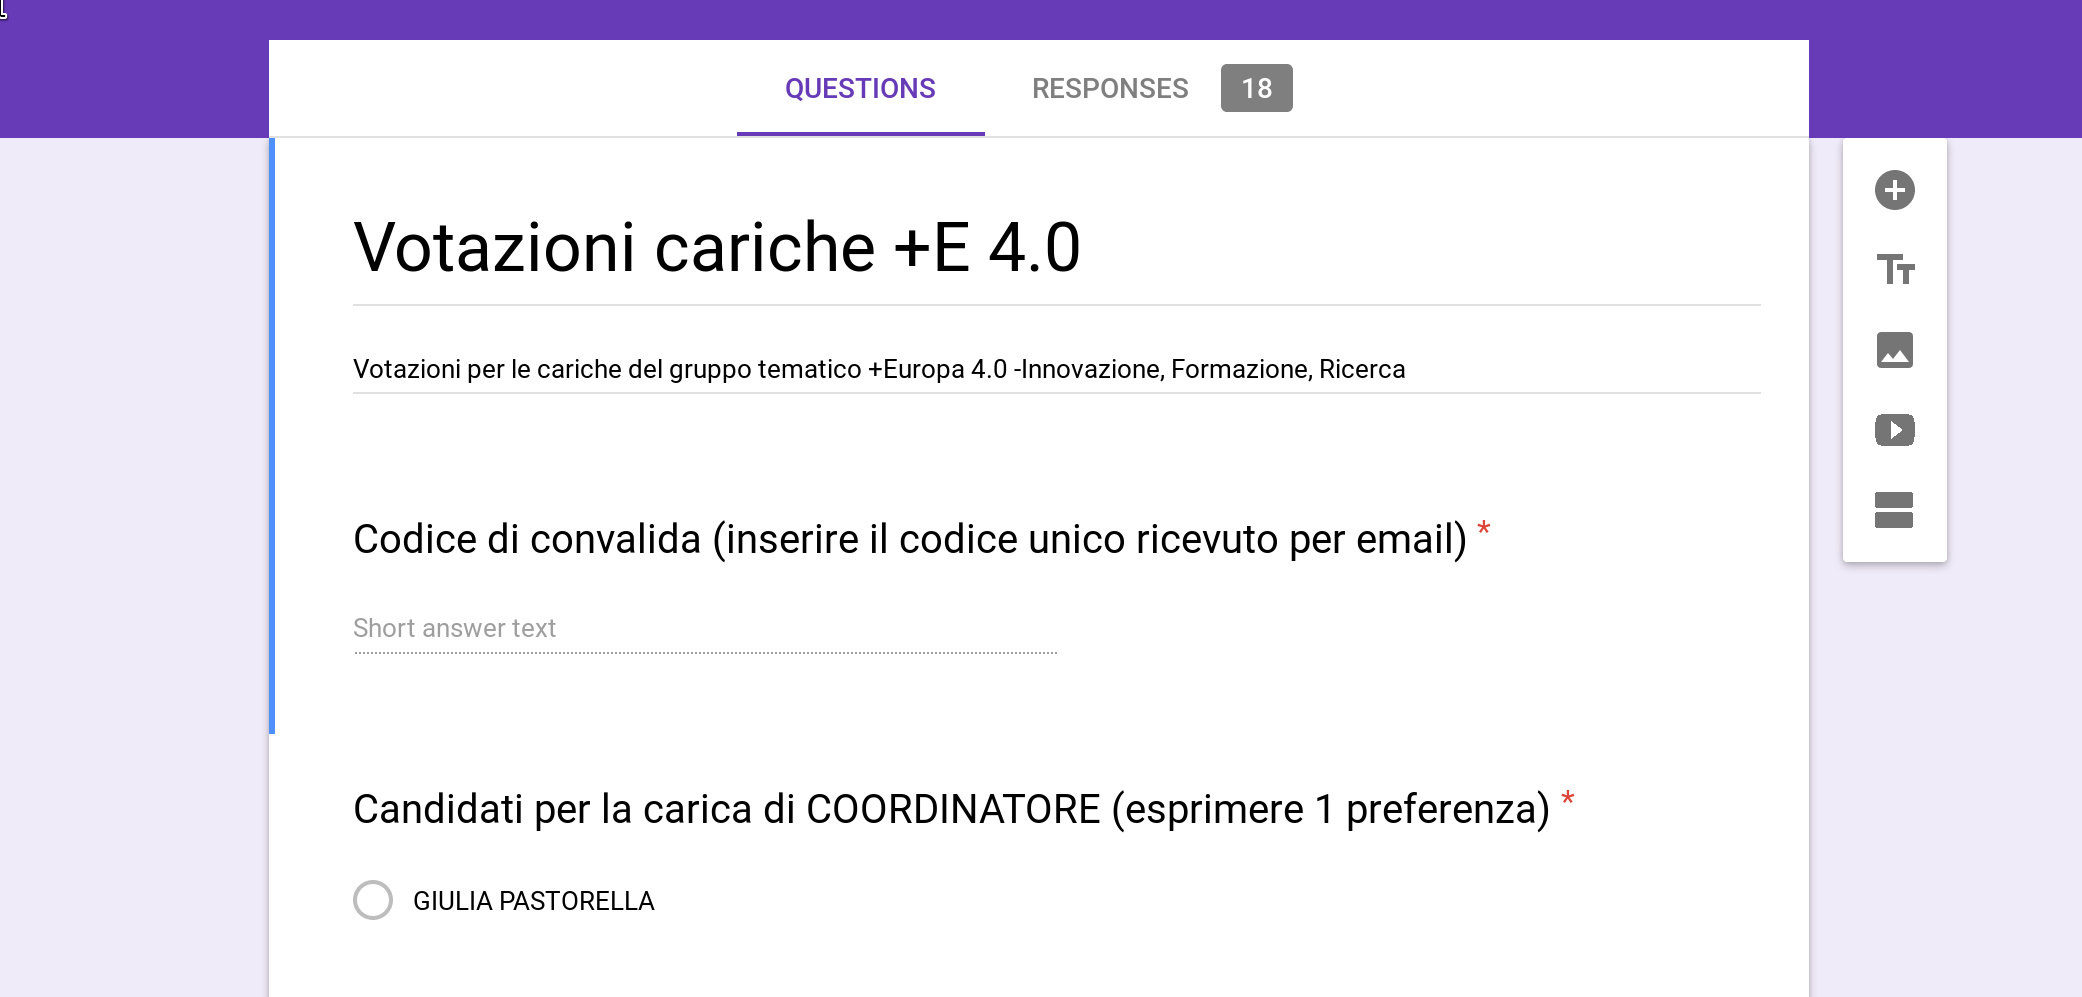 QUESTIONS
RESPONSES 18
Votazioni cariche +E 4.0
Votazioni per le cariche del gruppo tematico +Europa 4.0 -Innovazione, Formazione, Ricerca
Codice di convalida (inserire il codice unico ricevuto per email) *
Short answer text
Candidati per la carica di COORDINATORE (esprimere 1 preferenza) *
GIULIA PASTORELLA